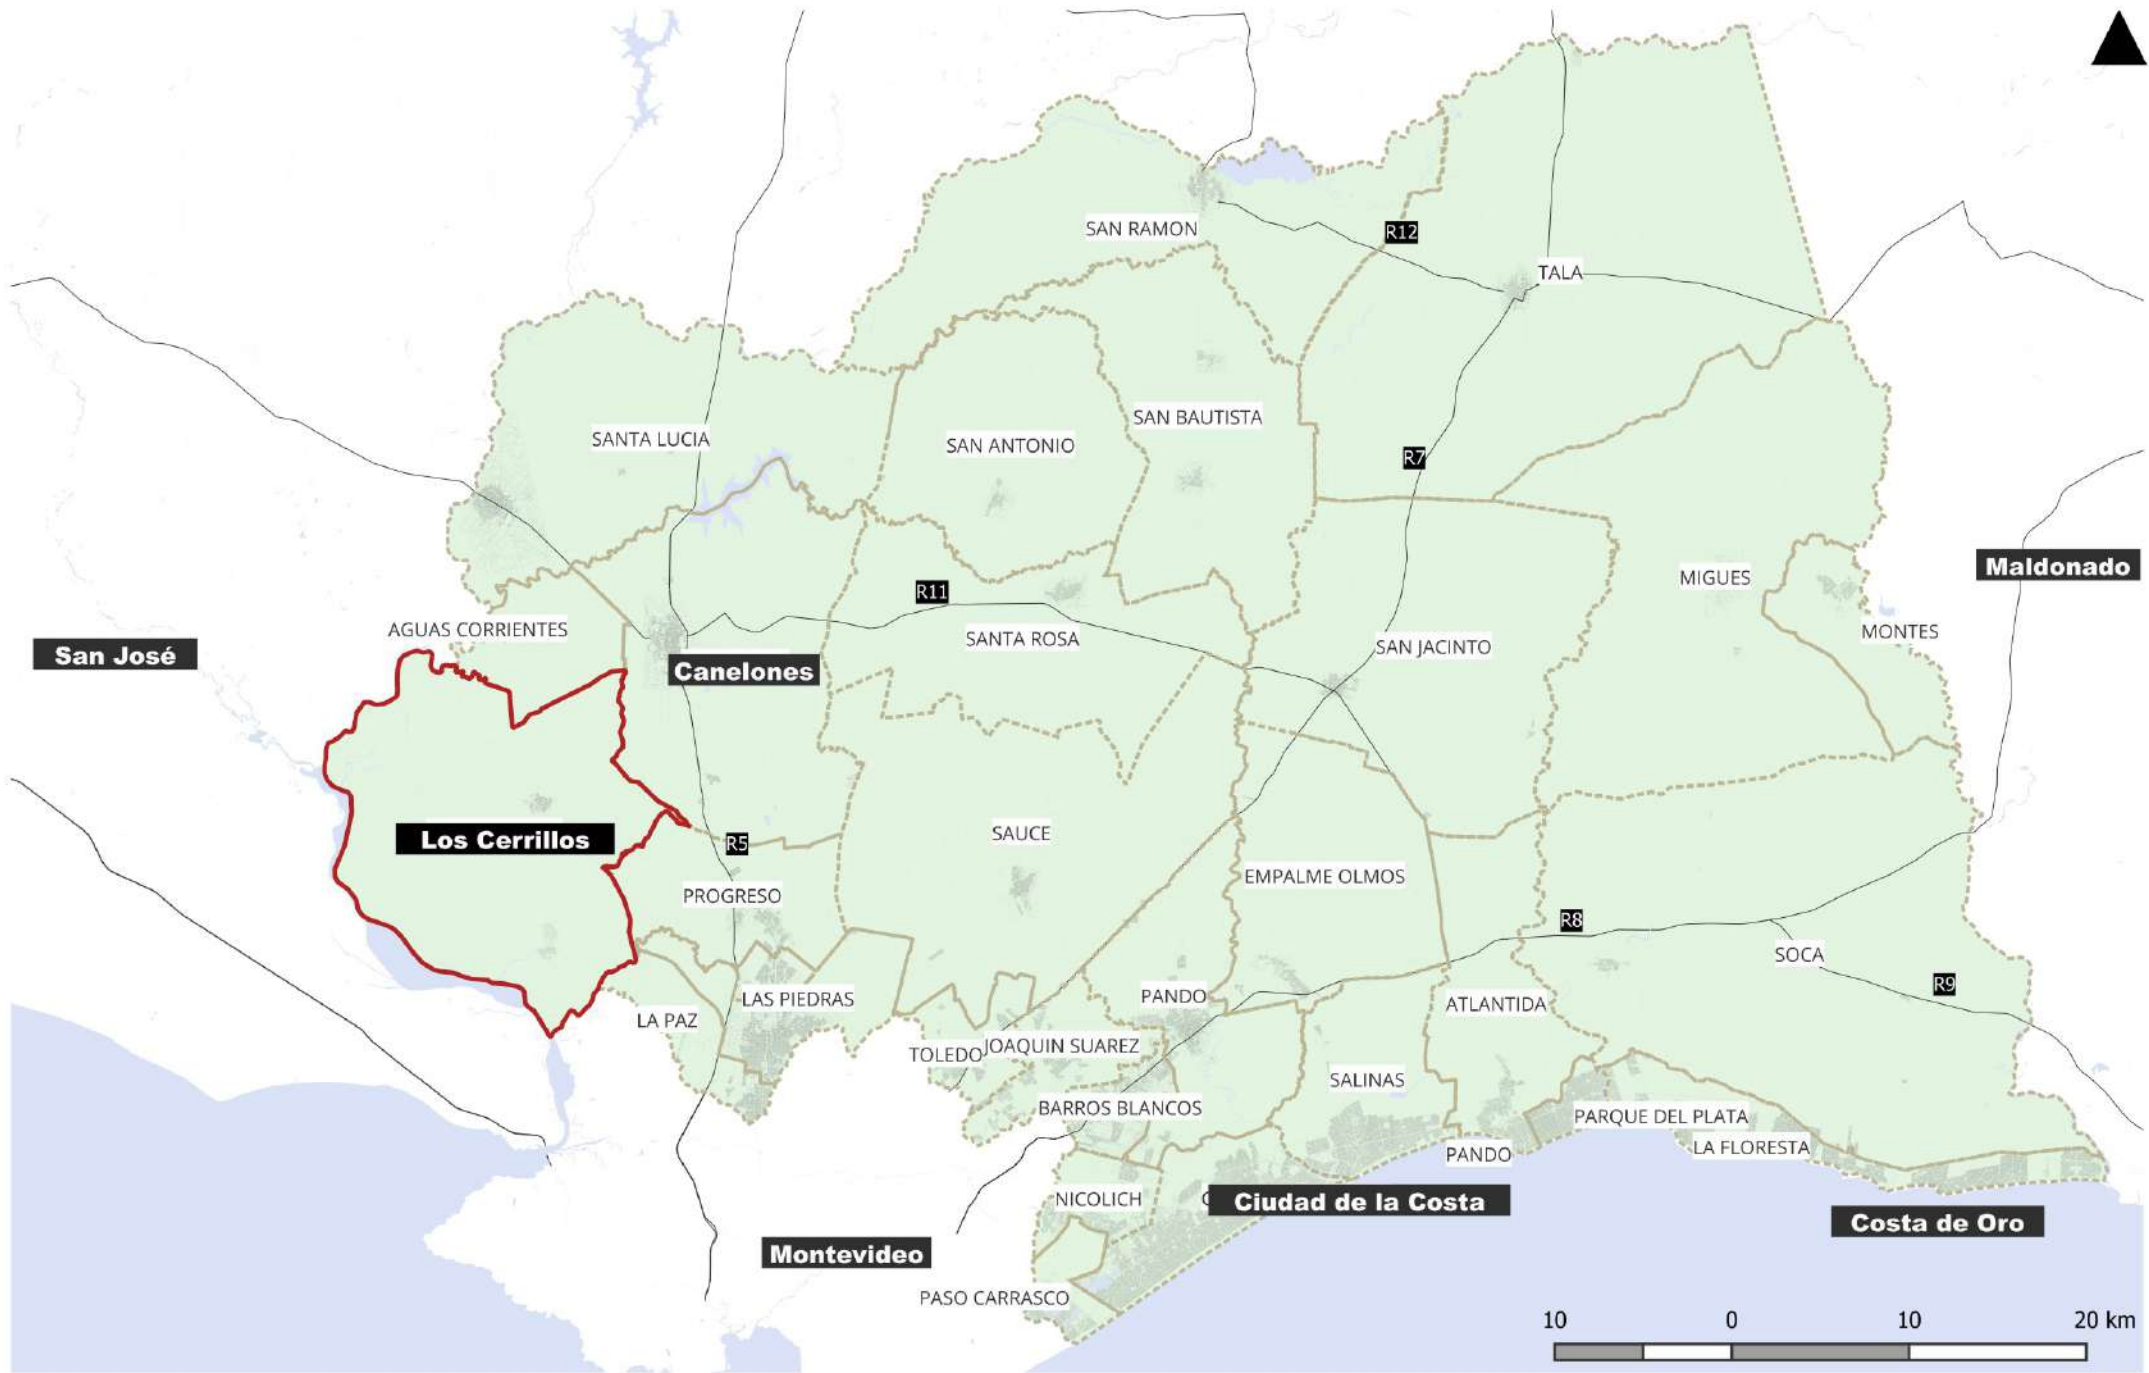 SAN RAMON
R12
TALA
SANTA LUCIA
SAN ANTONIO
SAN BAUTISTA
R7
Maldonado
MIGUES
R11
AGUAS CORRIENTES
SANTA ROSA
SAN JACINTO
MONTES
San José
Canelones
Los Cerrillos
R5
SAUCE
EMPALME OLMOS
PROGRESO
R8
SOCA
R9
LAS PIEDRAS
PANDO
ATLANTIDA
LA PAZ
TOLEDO
JOAQUIN SUAREZ
SALINAS
BARROS BLANCOS
PARQUE DEL PLATA
LA FLORESTA
PANDO
NICOLICH
Ciudad de la Costa
Costa de Oro
Montevideo
PASO CARRASCO
10 0 10 20 km